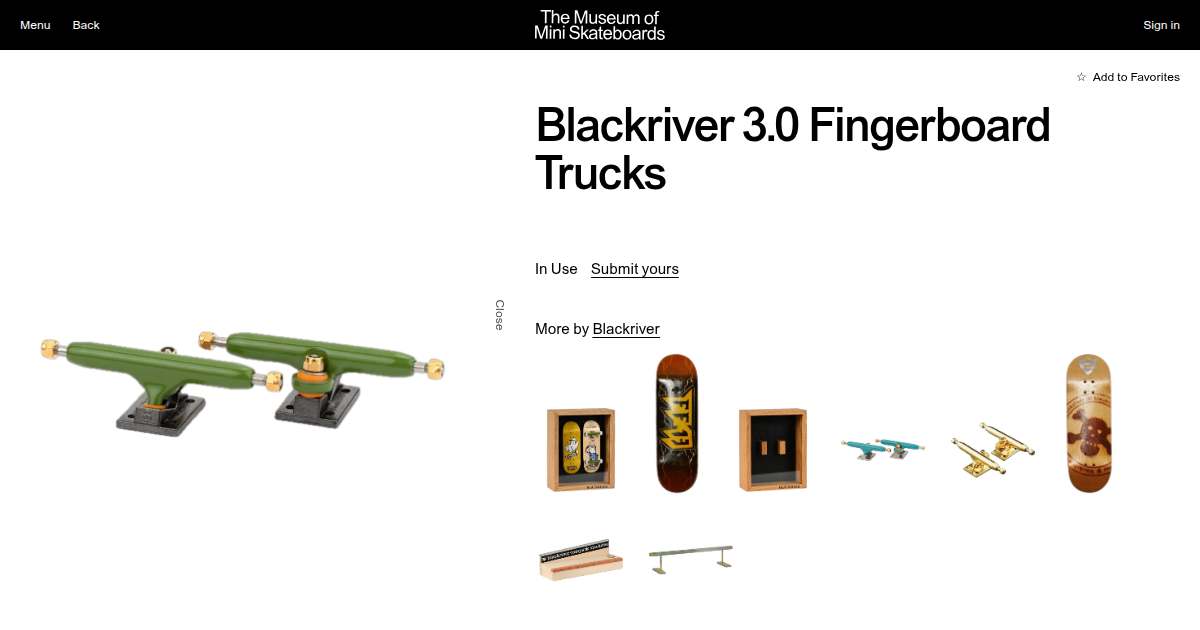 Menu Back
The Museum of
Mini Skateboards
Sign in
☆ Add to Favorites
Blackriver 3.0 Fingerboard
Trucks
In Use Submit yours
Close
More by Blackriver